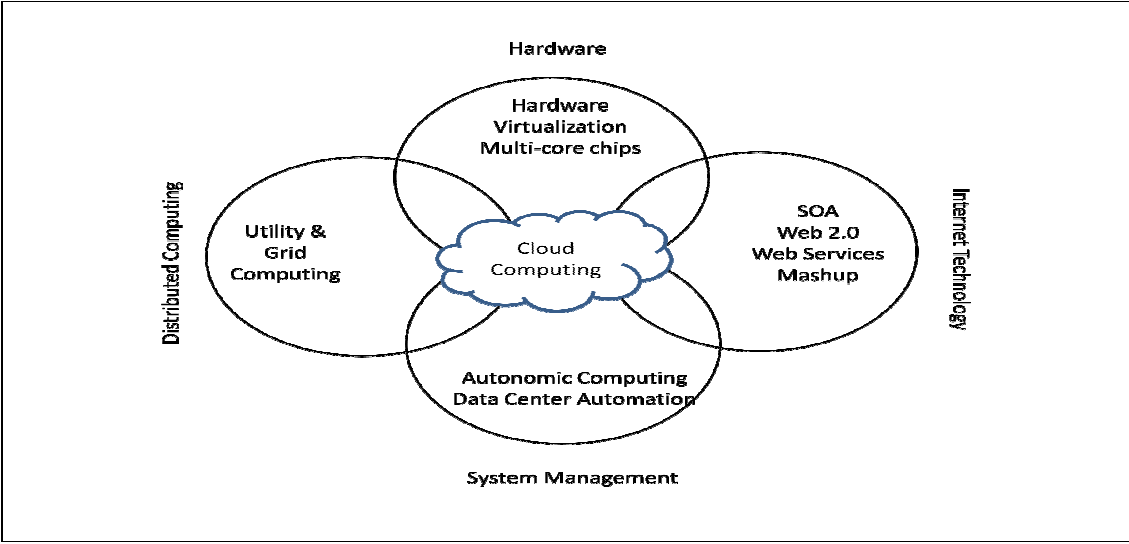 Hardware
Hardware
Virtualization
Multi-core chips
Distributed Computing
Utility &
Grid
Computing
Cloud
Computing
SOA
Web 2.0
Web Services
Mashup
Internet Technology
Autonomic Computing
Data Center Automation
System Management